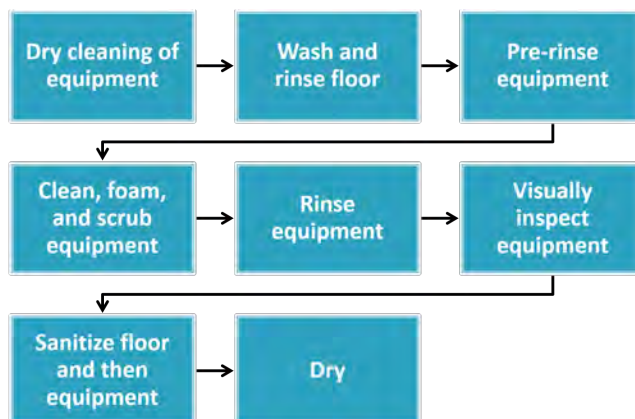 Dry cleaning of
equipment
Wash and
rinse floor
Pre-rinse
equipment
Clean, foam,
and scrub
equipment
Rinse
equipment
Visually
inspect
equipment
Sanitize floor
and then
equipment
Dry